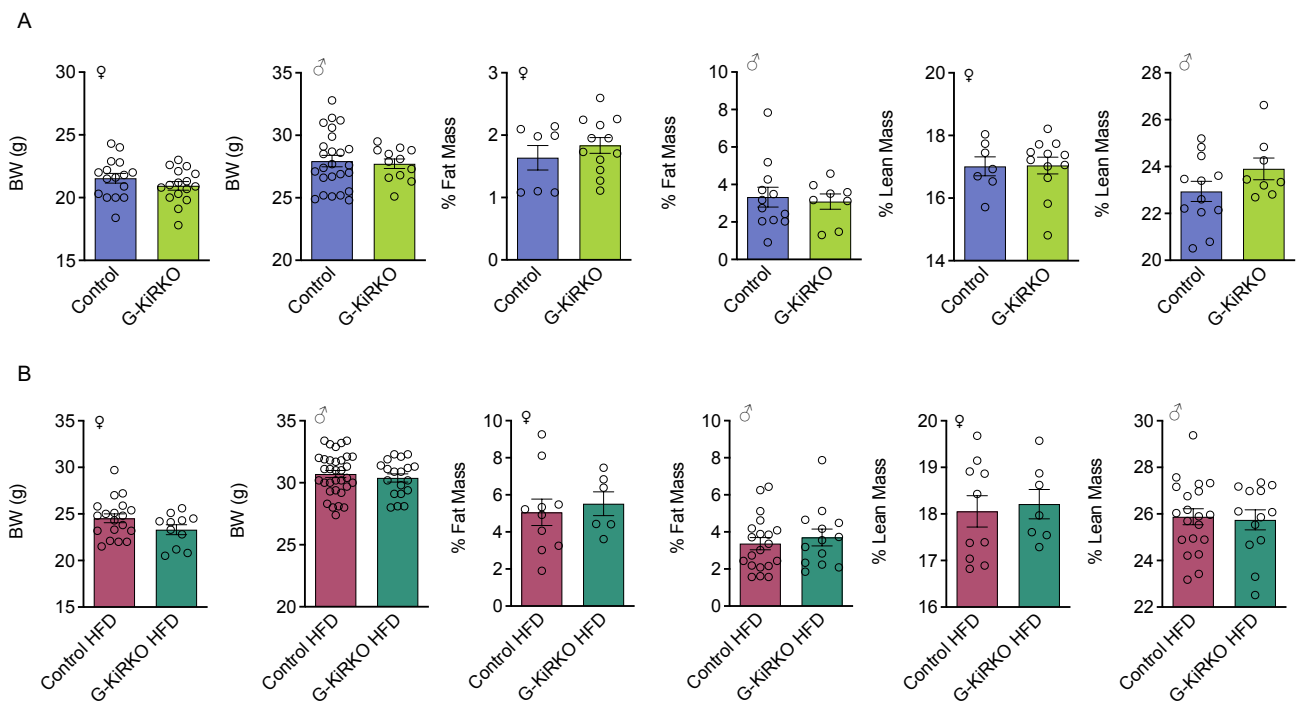 A
BW (g)
30
25
20
15
♀
Control
G-KiRKO
BW (g)
35
30
25
20
♂
Control
G-KiRKO
% Fat Mass
3
2
1
0
♀
Control
G-KiRKO
% Fat Mass
10
8
6
4
2
0
♂
Control
G-KiRKO
% Lean Mass
20
18
16
14
♀
Control
G-KiRKO
% Lean Mass
28
26
24
22
20
♂
Control
G-KiRKO
B
BW (g)
35
30
25
20
15
♀
Control HFD
G-KiRKO HFD
BW (g)
35
30
25
20
♂
Control HFD
G-KiRKO HFD
% Fat Mass
10
8
6
4
2
0
♀
Control HFD
G-KiRKO HFD
% Fat Mass
10
8
6
4
2
0
♂
Control HFD
G-KiRKO HFD
% Lean Mass
20
19
18
17
16
♀
Control HFD
G-KiRKO HFD
% Lean Mass
30
28
26
24
22
♂
Control HFD
G-KiRKO HFD